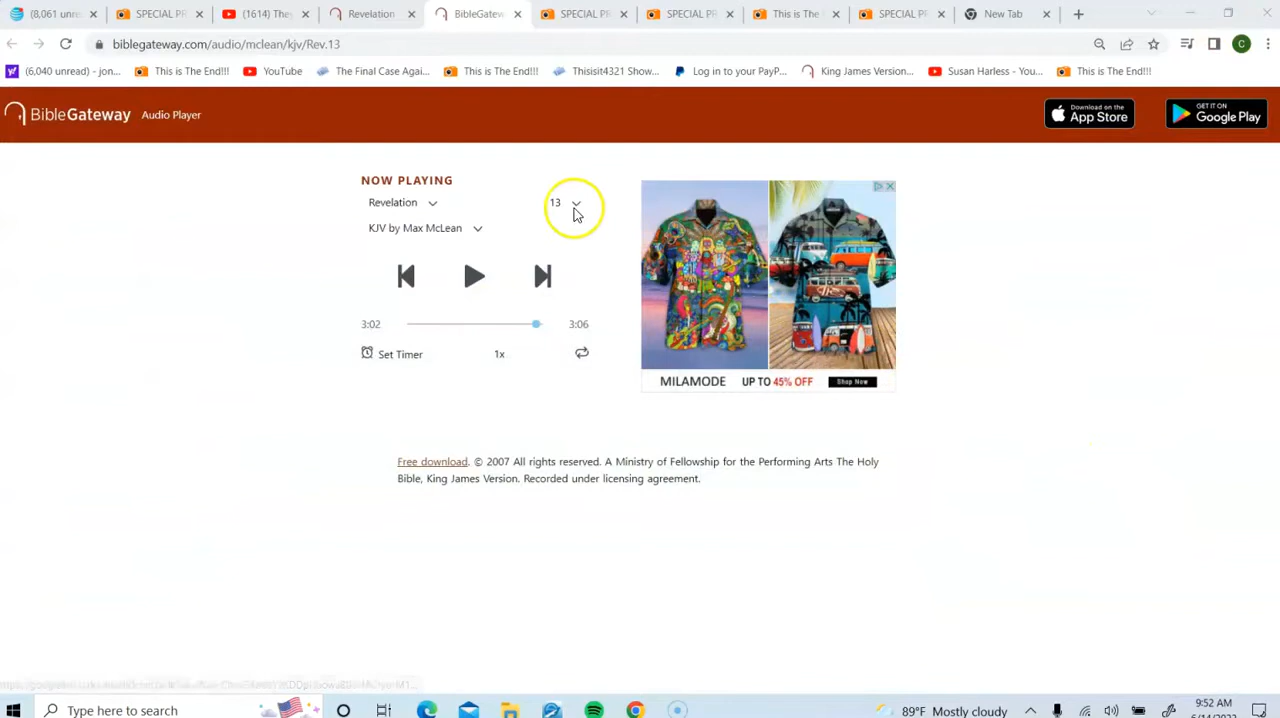 (8,061 unre
SPECIAL PR
(1614) They
Revelation
BibleGatew
SPECIAL PR
SPECIAL PR
This is The
SPECIAL PR
New Tab
biblegateway.com/audio/mclean/kjv/Rev.13
C
(6,040 unread) - jon...
This is The End!!!
YouTube
The Final Case Agai...
This is The End!!!
Thisisit4321 Show...
Log in to your PayP...
King James Version...
Susan Harless - You...
This is The End!!!
BibleGateway Audio Player
Download on the
App Store
GET IT ON
Google Play
NOW PLAYING
Revelation 13
KJV by Max McLean
3:02 3:06
Set Timer 1x
MILAMODE UP TO 45% OFF Shop Now
Free download. © 2007 All rights reserved. A Ministry of Fellowship for the Performing Arts The Holy
Bible, King James Version. Recorded under licensing agreement.
Type here to search
89°F Mostly cloudy
9:52 AM